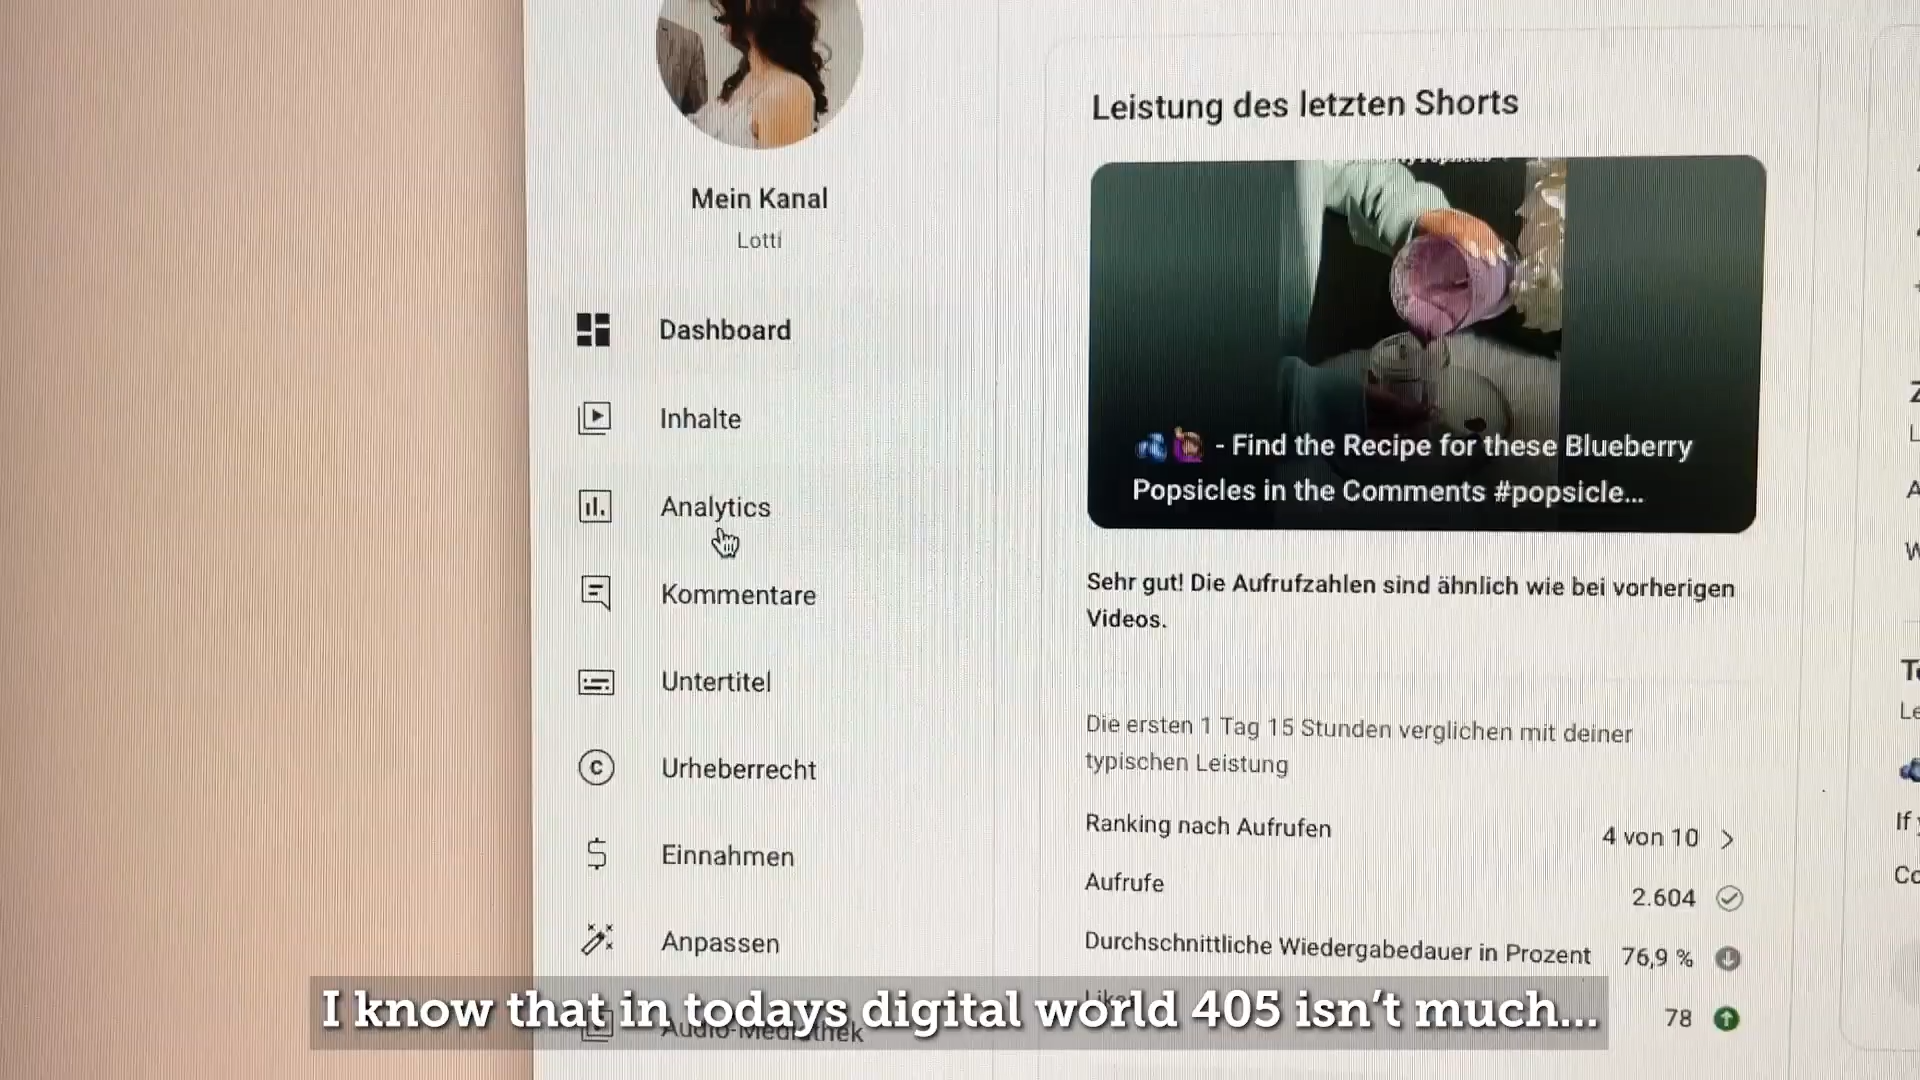 Mein Kanal
Lotti
Dashboard
Inhalte
Analytics
Kommentare
Untertitel
Urheberrecht
Einnahmen
Anpassen
Audio-Mediathek
Leistung des letzten Shorts
- Find the Recipe for these Blueberry
Popsicles in the Comments #popsicle...
Sehr gut! Die Aufrufzahlen sind ähnlich wie bei vorherigen
Videos.
Die ersten 1 Tag 15 Stunden verglichen mit deiner
typischen Leistung
Ranking nach Aufrufen 4 von 10
Aufrufe 2.604
Durchschnittliche Wiedergabedauer in Prozent 76,9 %
78
If
I know that in todays digital world 405 isn't much...